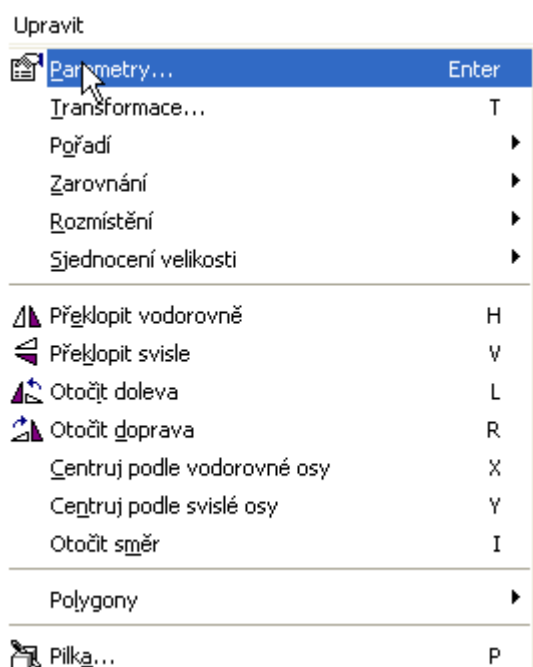 Upravit
Parametry... Enter
Transformace... T
Pořadí
Zarovnání
Rozmístění
Sjednocení velikosti
Překlopit vodorovně H
Překlopit svisle V
Otočit doleva L
Otočit doprava R
Centruj podle vodorovné osy X
Centruj podle svislé osy Y
Otočit směr I
Polygony
Pilka... P